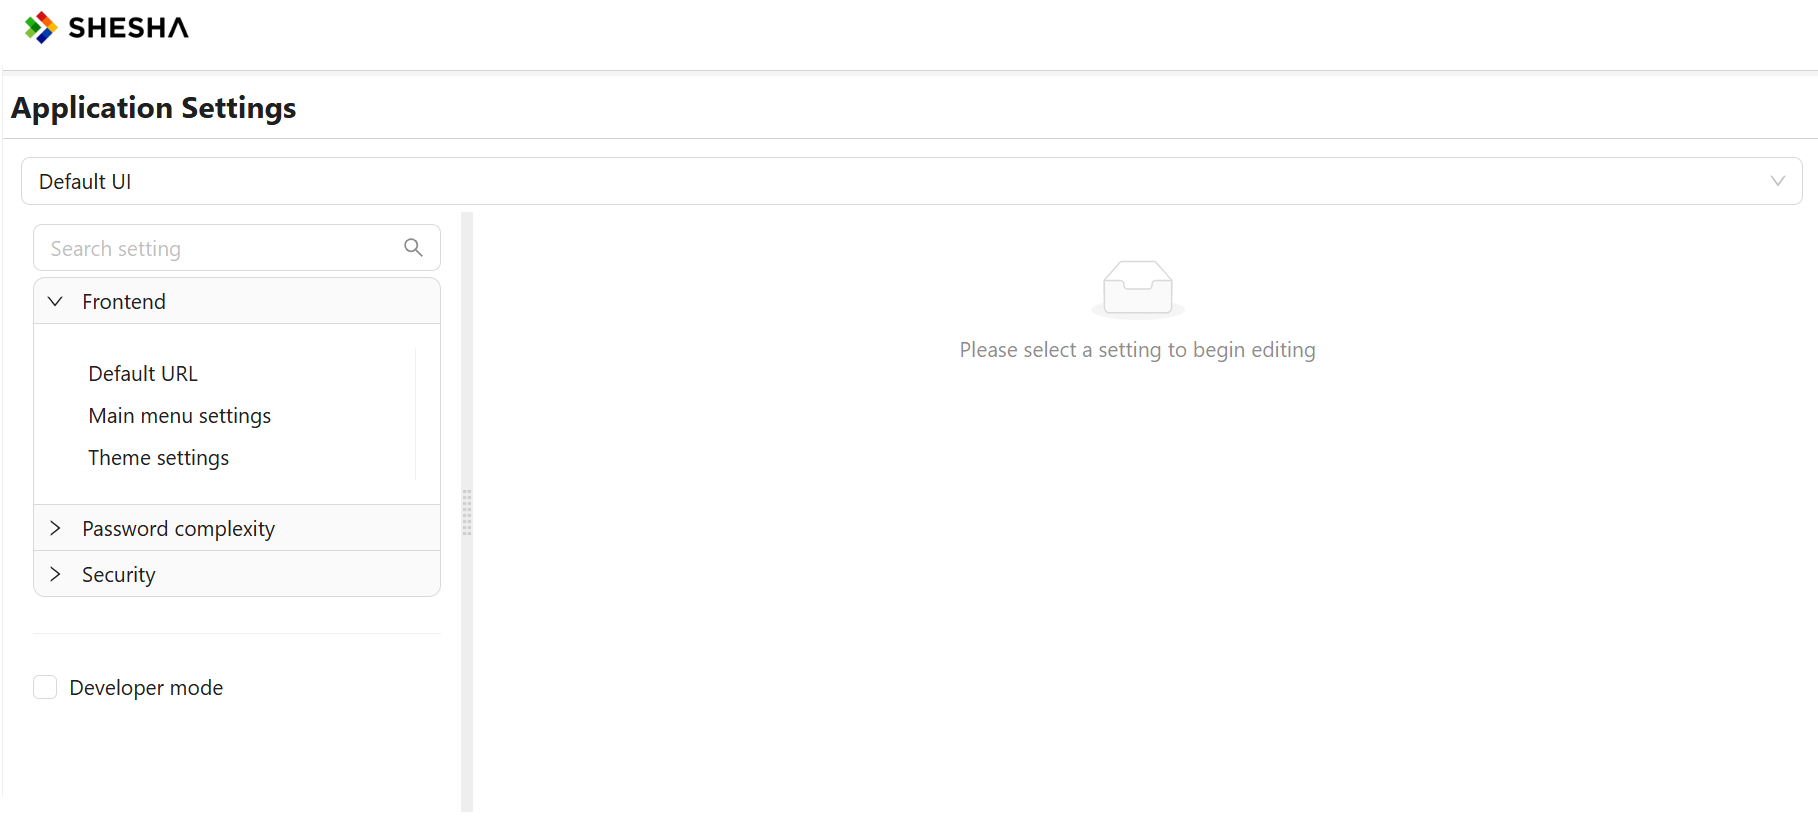 SHESHA
Application Settings
Default UI
Search setting
Frontend
Default URL
Main menu settings
Theme settings
Password complexity
Security
Developer mode
Please select a setting to begin editing